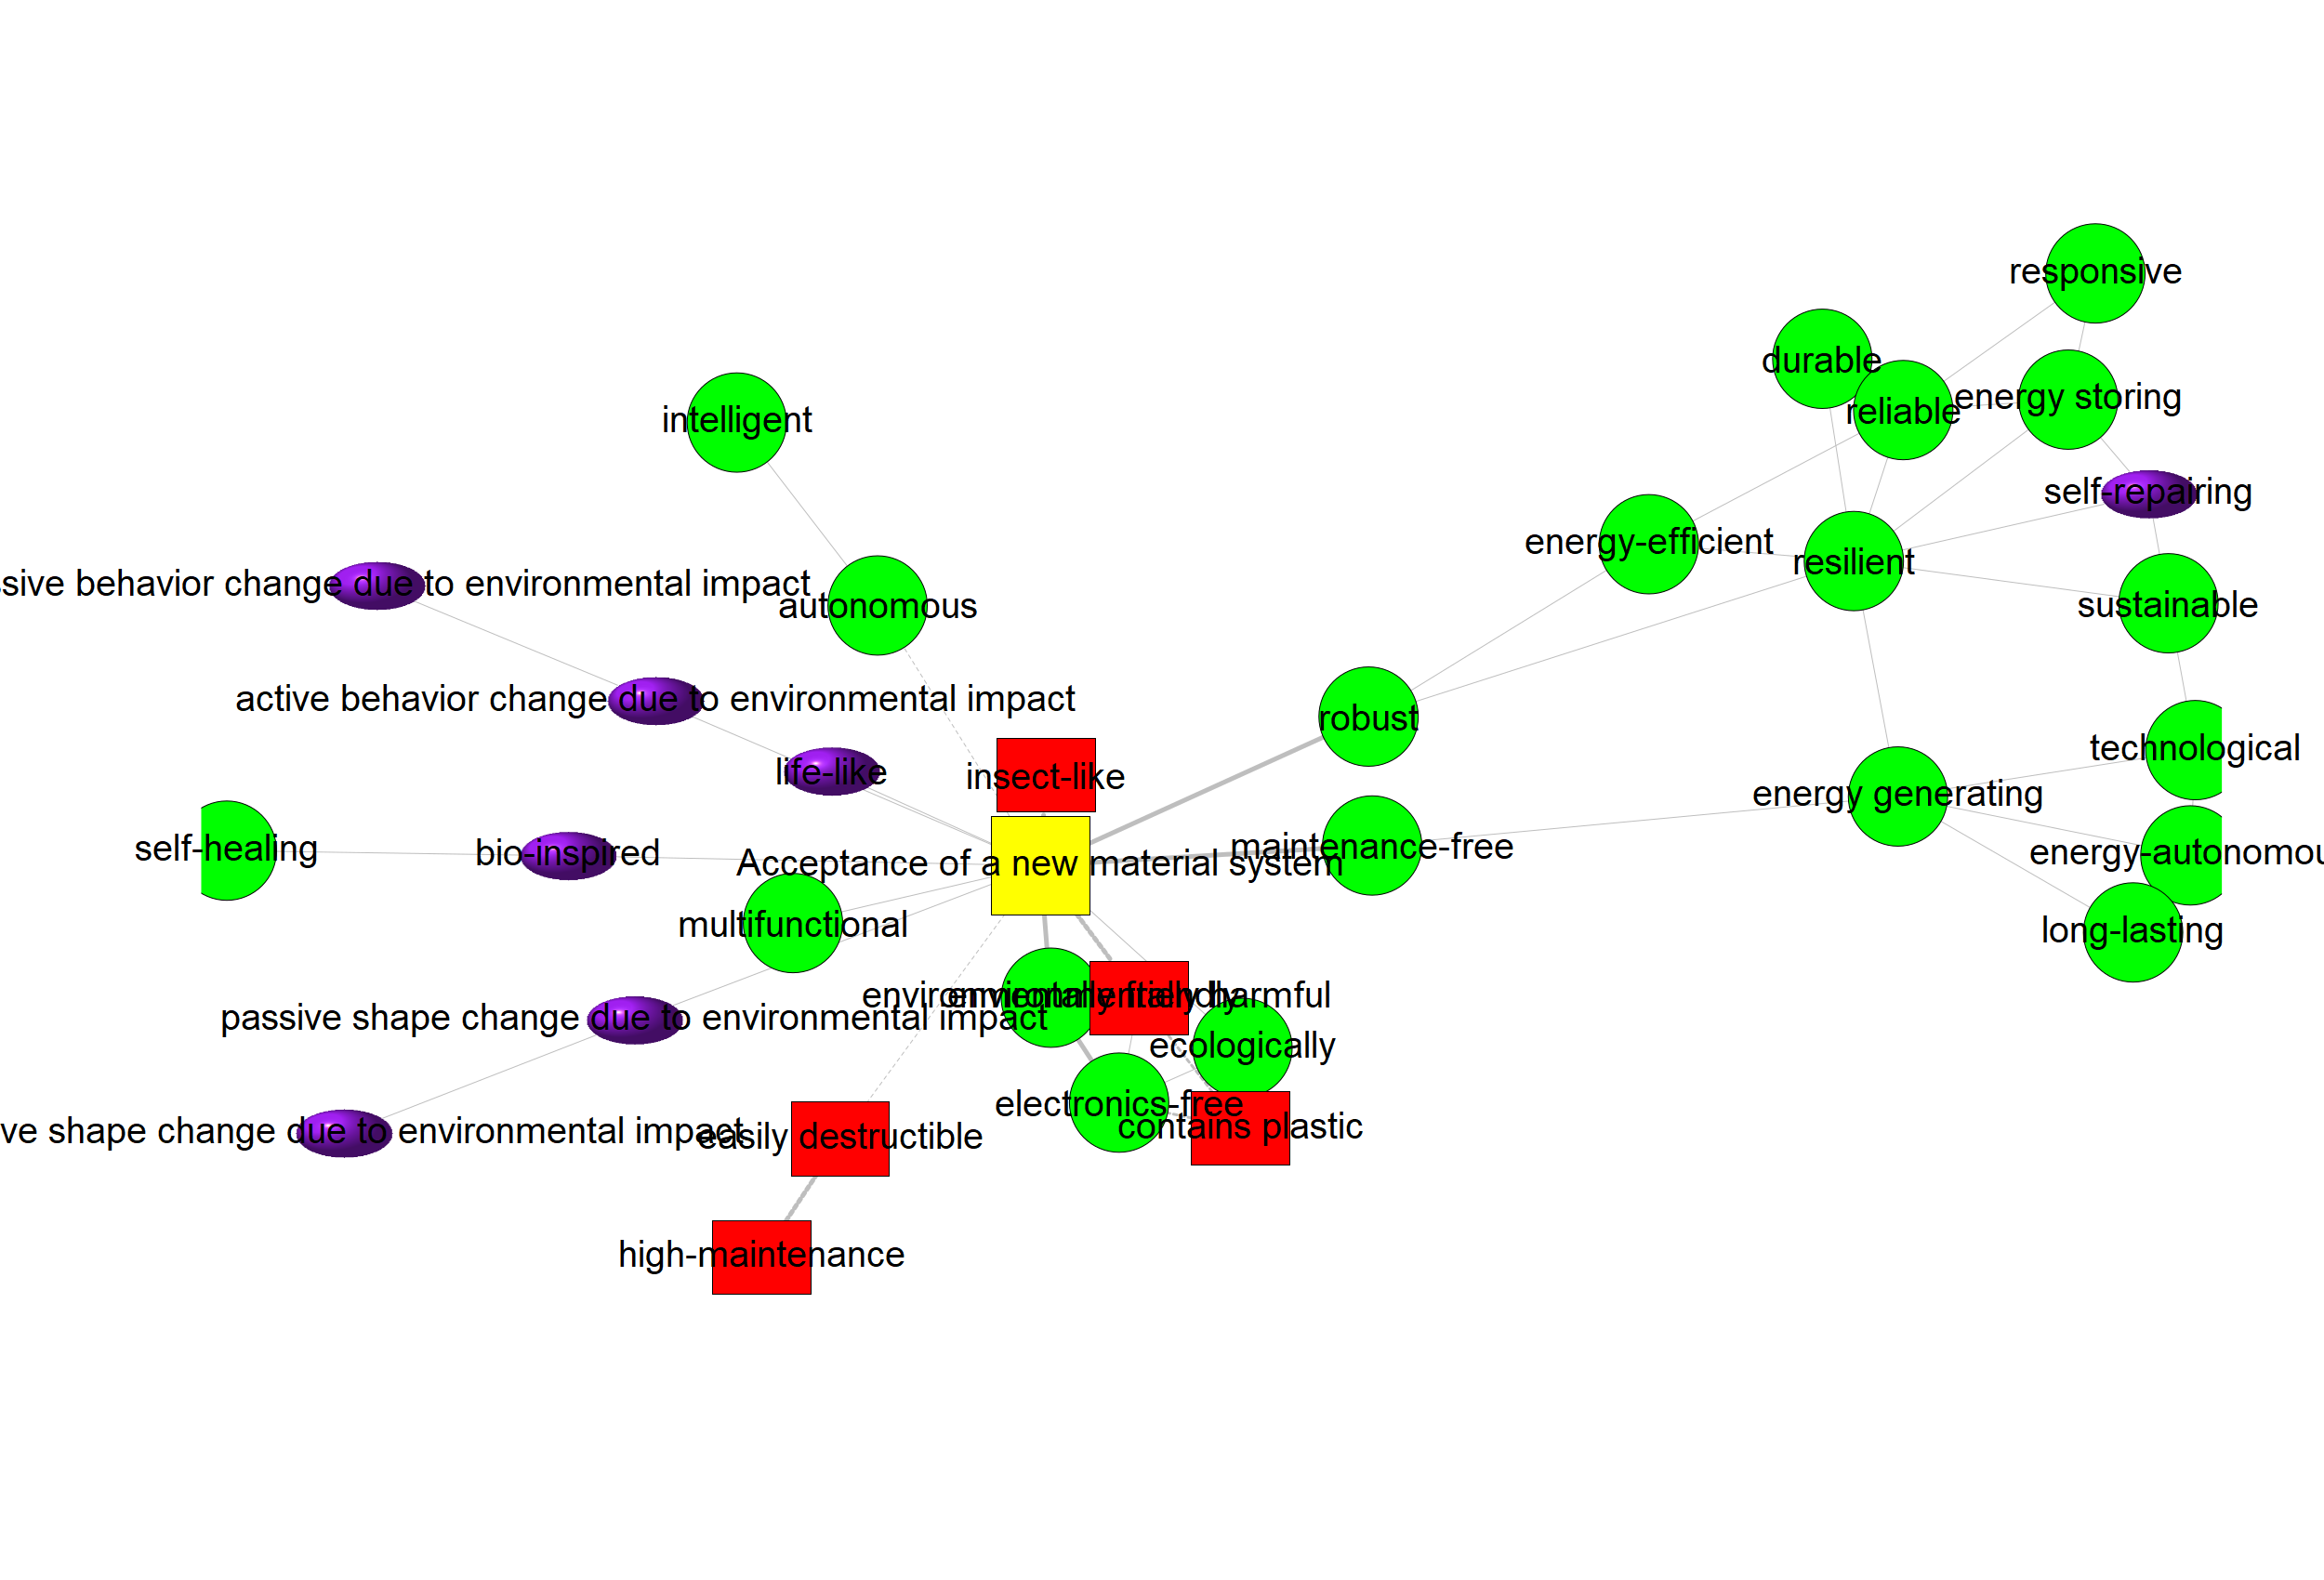 responsive
durable
energy storing
reliable
intelligent
self-repairing
energy-efficient
resilient
sive behavior change due to environmental impact
autonomous
sustainable
active behavior change due to environmental impact
robust
technological
life-like
insect-like
energy generating
self-healing
bio-inspired
maintenance-free
energy-autonomou
Acceptance of a new material system
multifunctional
long-lasting
environmentally friendly
environmentally harmful
passive shape change due to environmental impact
ecologically
electronics-free
contains plastic
ve shape change due to environmental impact
easily destructible
high-maintenance